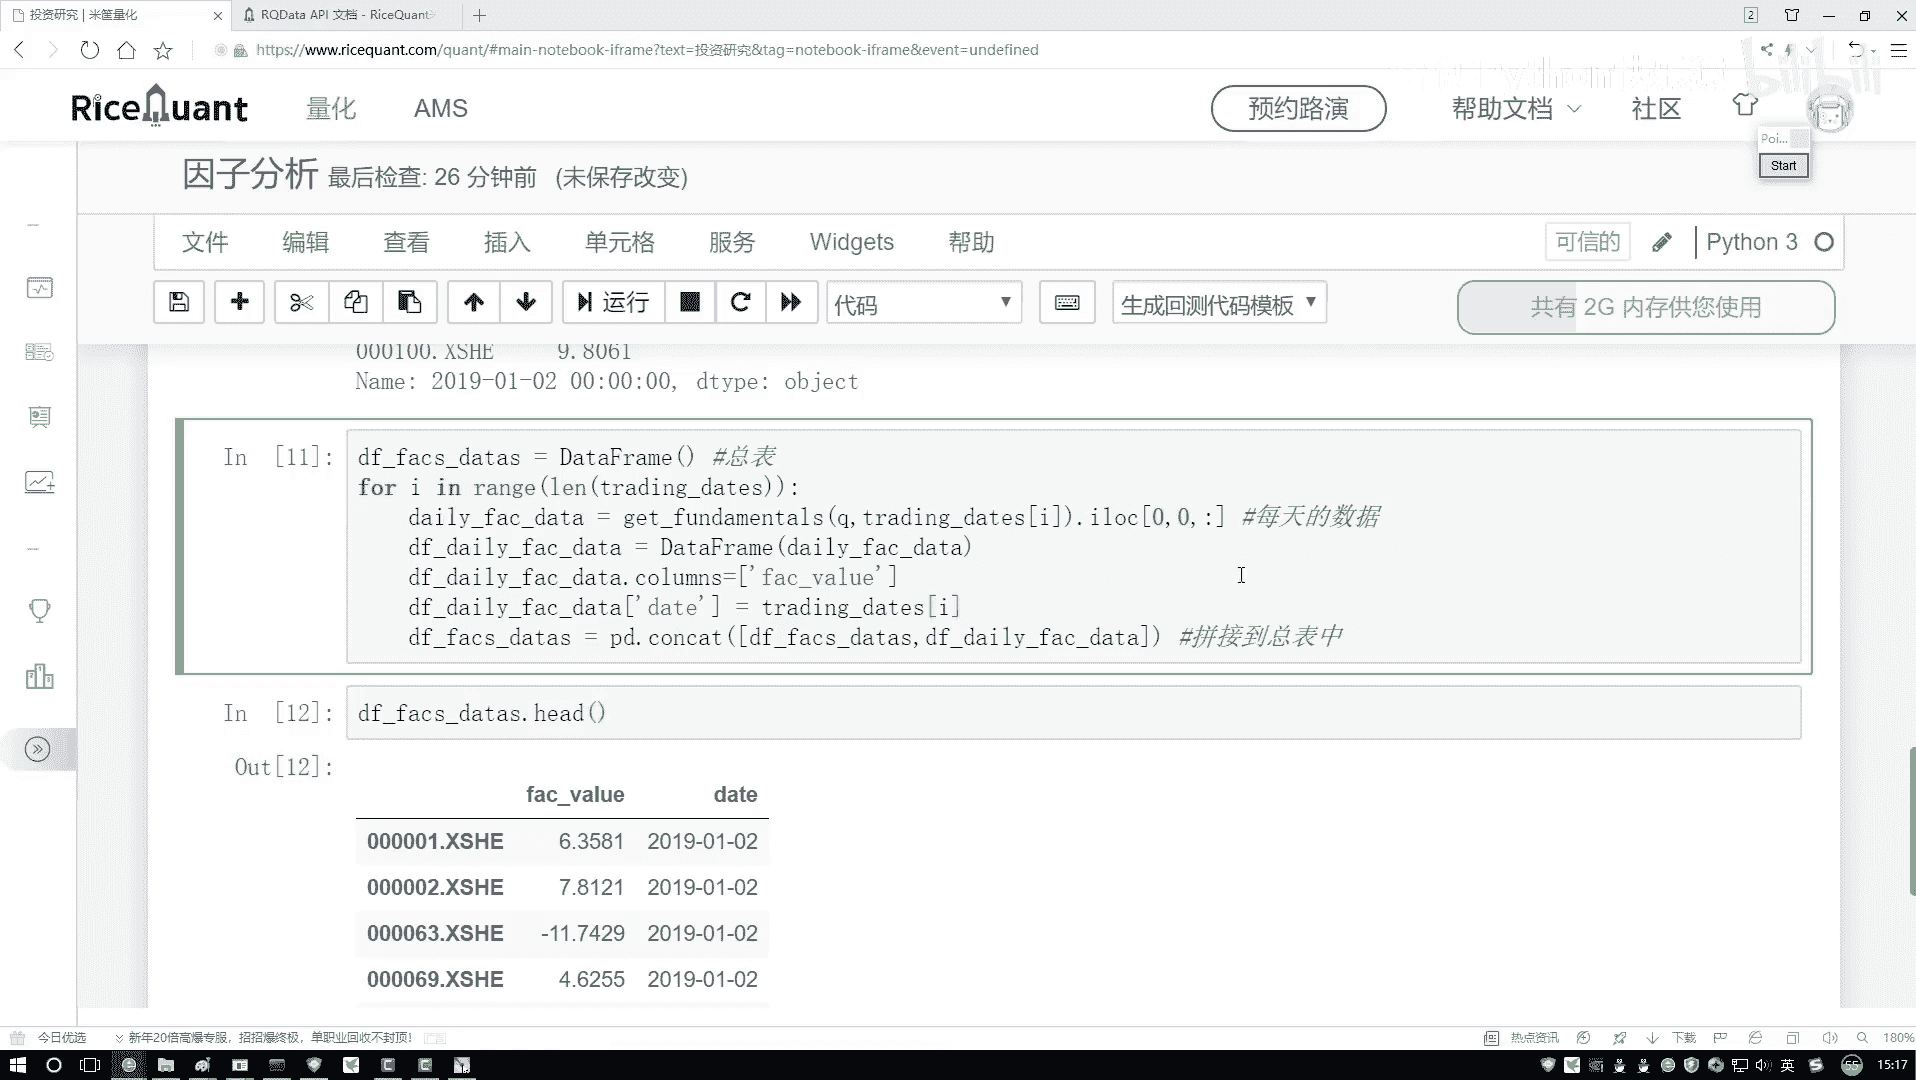 投资研究 | 米筐量化
RQData API 文档 - RiceQuant
2
https://www.ricequant.com/quant/#main-notebook-iframe?text=投资研究&tag=notebook-iframe&event=undefined
bilibili
RiceQuant 量化 AMS 预约路演 帮助文档 社区
Poi...
Start
因子分析 最后检查: 26 分钟前 (未保存改变)
文件 编辑 查看 插入 单元格 服务 Widgets 帮助 可信的 Python 3
运行 代码 生成回测代码模板 共有 2G 内存供您使用
000100.XSHE 9.8061
Name: 2019-01-02 00:00:00, dtype: object
In [11]: df_facs_datas = DataFrame() #总表
for i in range(len(trading_dates)):
daily_fac_data = get_fundamentals(q,trading_dates[i]).iloc[0,0,:] #每天的数据
df_daily_fac_data = DataFrame(daily_fac_data)
df_daily_fac_data.columns=['fac_value']
df_daily_fac_data['date'] = trading_dates[i]
df_facs_datas = pd.concat([df_facs_datas,df_daily_fac_data]) #拼接到总表中
In [12]: df_facs_datas.head()
Out[12]:
fac_value date
000001.XSHE 6.3581 2019-01-02
000002.XSHE 7.8121 2019-01-02
000063.XSHE -11.7429 2019-01-02
000069.XSHE 4.6255 2019-01-02
今日优选 新年20倍高爆专服，招招爆终极，单职业回收不封顶! 热点资讯 下载 180%
英 55 15:17